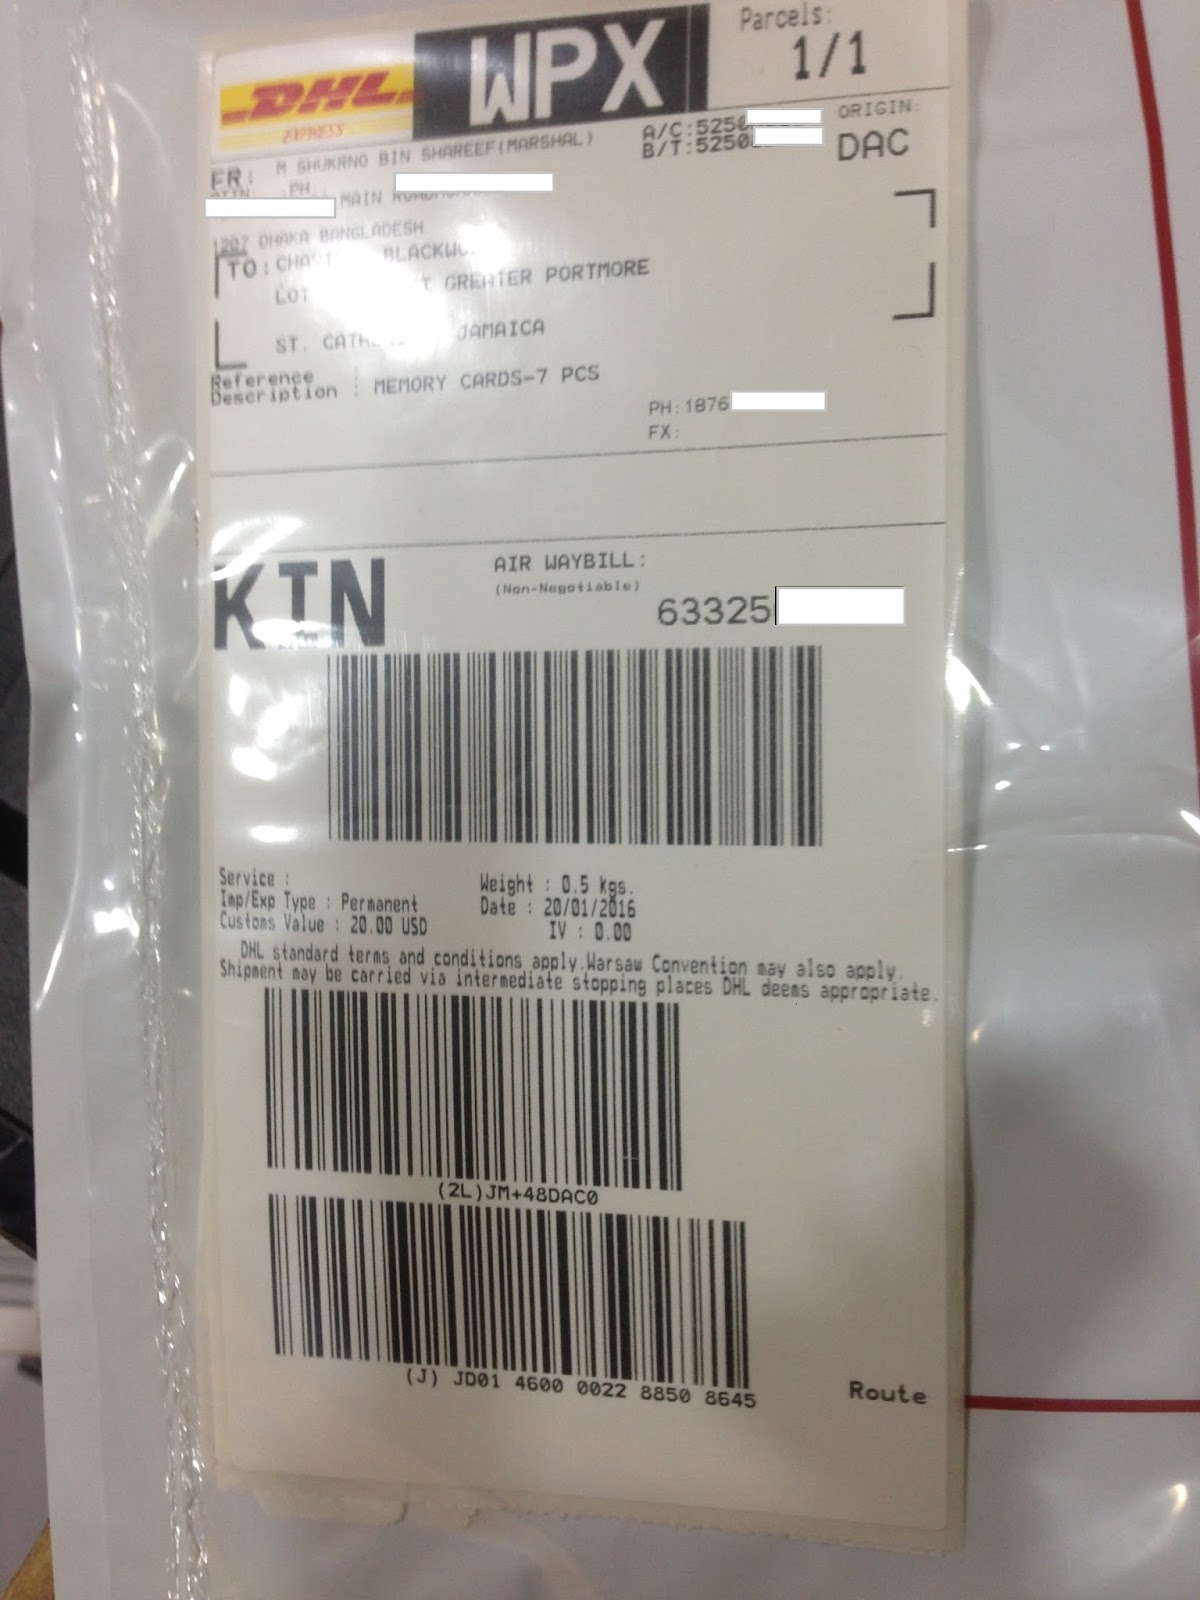 DHL
EXPRESS
WPX
Parcels:
1/1
FR: M SHUKRNO BIN SHAREEF(MARSHAL)
A/C:5250
B/T:5250
ORIGIN:
DAC
PH
MAIN
1207 DHAKA BANGLADESH
TO:
GREATER PORTMORE
LOT
ST. JAMAICA
Reference
Description : MEMORY CARDS-7 PCS
PH:1876
FX:
KIN
AIR WAYBILL:
(Non-Negotiable)
63325
Service :
Imp/Exp Type : Permanent
Customs Value : 20.00 USD
Weight : 0.5 kgs.
Date : 20/01/2016
IV : 0.00
DHL standard terms and conditions apply.Warsaw Convention may also apply.
Shipment may be carried via intermediate stopping places DHL deems appropriate.
(2L)JM+48DAC0
(J) JD01 4600 0022 8850 8645
Route